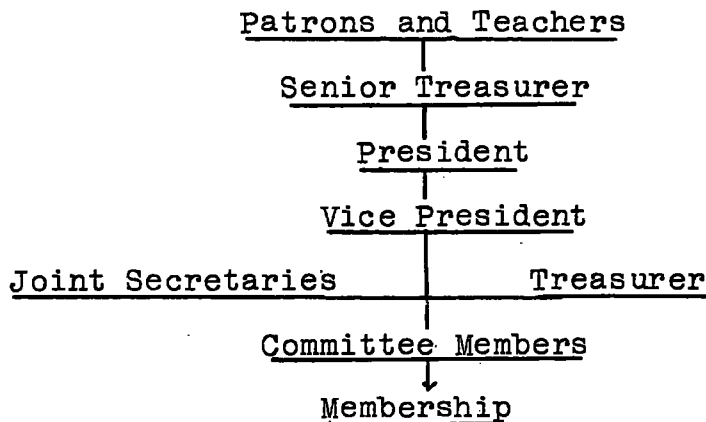 Patrons and Teachers
Senior Treasurer
President
Vice President
Joint Secretaries Treasurer
Committee Members
Membership